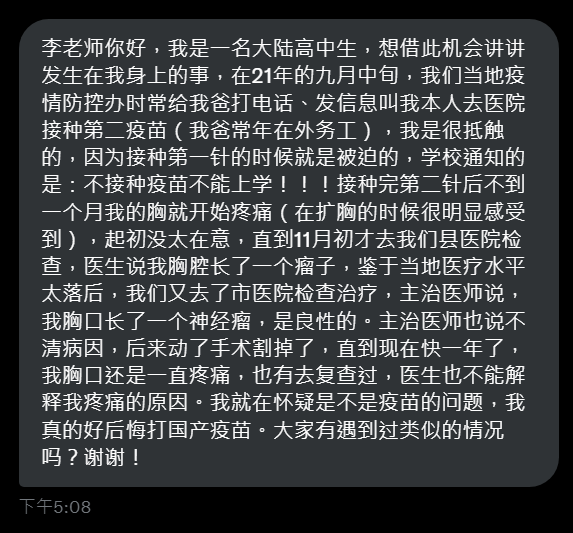 李老师你好，我是一名大陆高中生，想借此机会讲讲
发生在我身上的事，在21年的九月中旬，我们当地疫
情防控办时常给我爸打电话、发信息叫我本人去医院
接种第二疫苗（我爸常年在外务工），我是很抵触
的，因为接种第一针的时候就是被迫的，学校通知的
是：不接种疫苗不能上学！！！接种完第二针后不到
一个月我的胸就开始疼痛（在扩胸的时候很明显感受
到），起初没太在意，直到11月初才去我们县医院检
查，医生说我胸腔长了一个瘤子，鉴于当地医疗水平
太落后，我们又去了市医院检查治疗，主治医师说，
我胸口长了一个神经瘤，是良性的。主治医师也说不
清病因，后来动了手术割掉了，直到现在快一年了，
我胸口还是一直疼痛，也有去复查过，医生也不能解
释我疼痛的原因。我就在怀疑是不是疫苗的问题，我
真的好后悔打国产疫苗。大家有遇到过类似的情况
吗？谢谢！
下午5:08